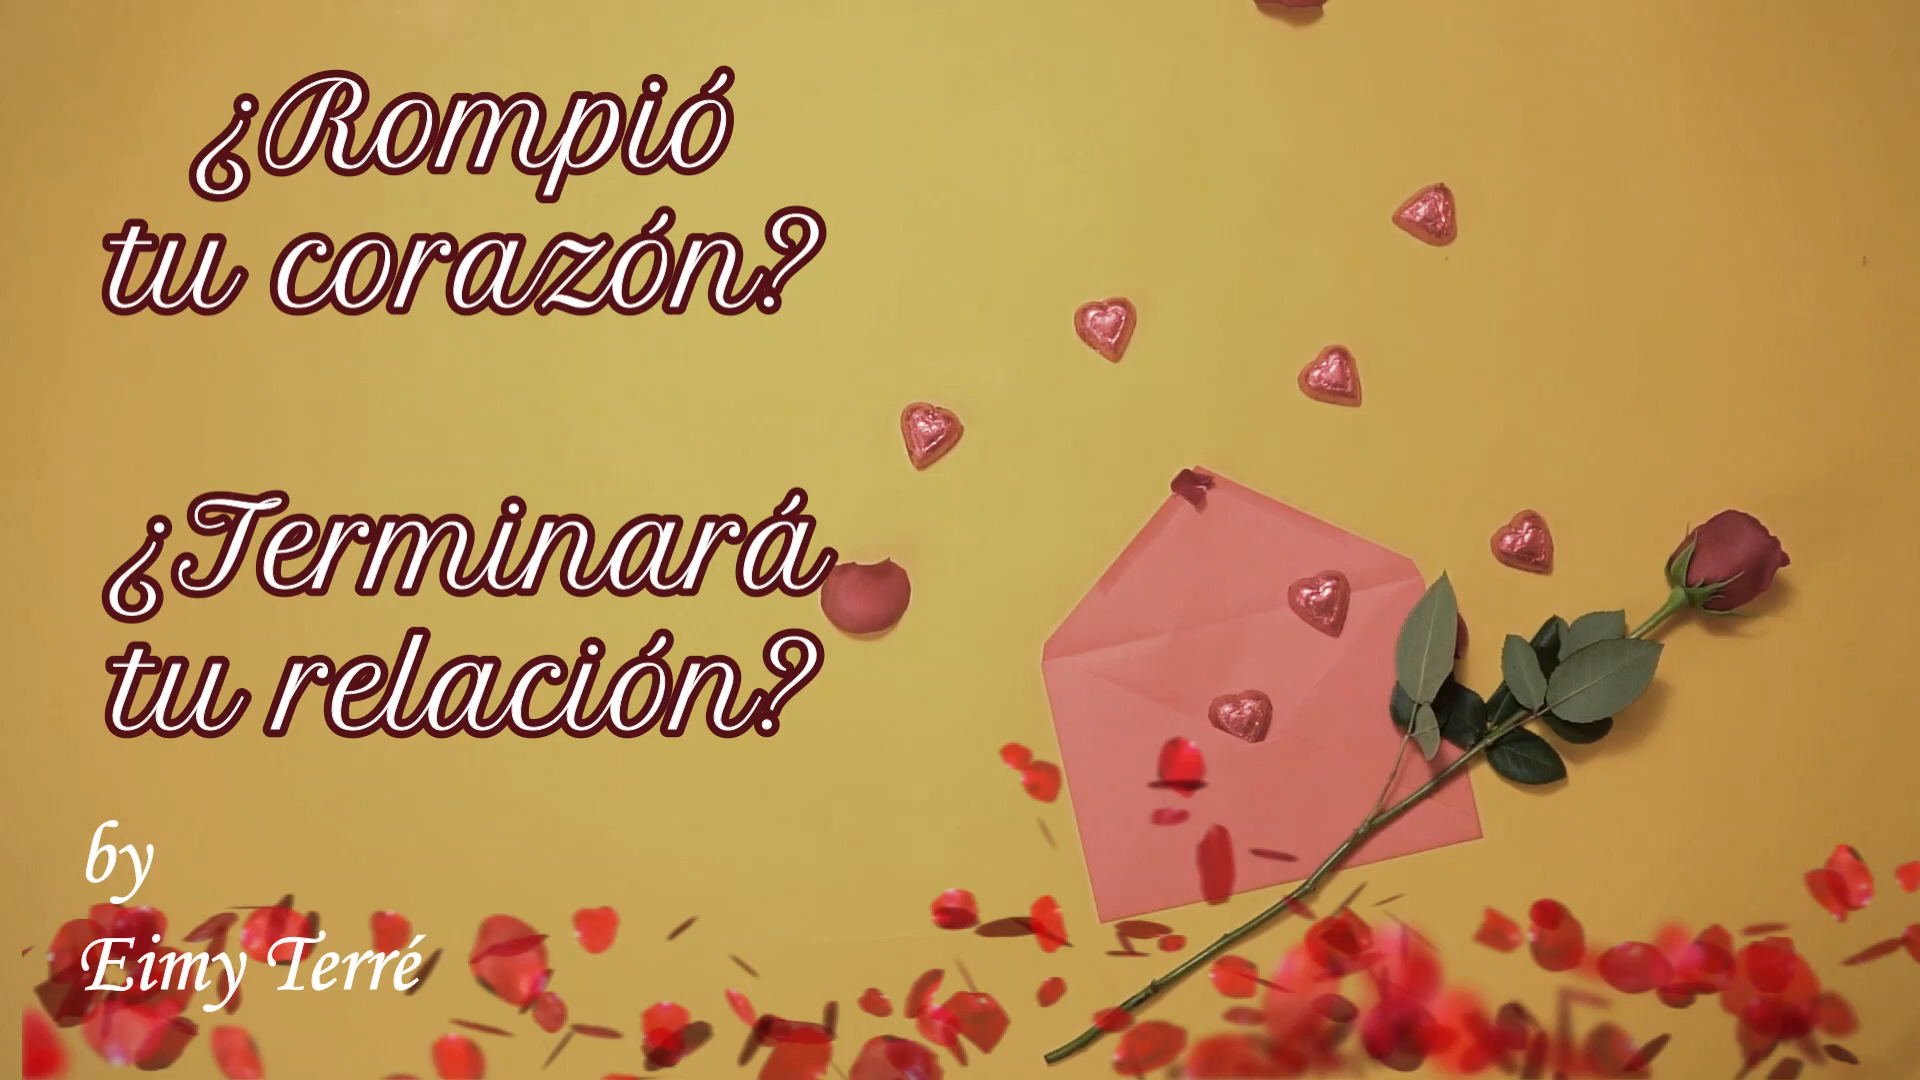 ¿Rompió
tu corazón?
¿Terminará
tu relación?
by
Eimy Terré